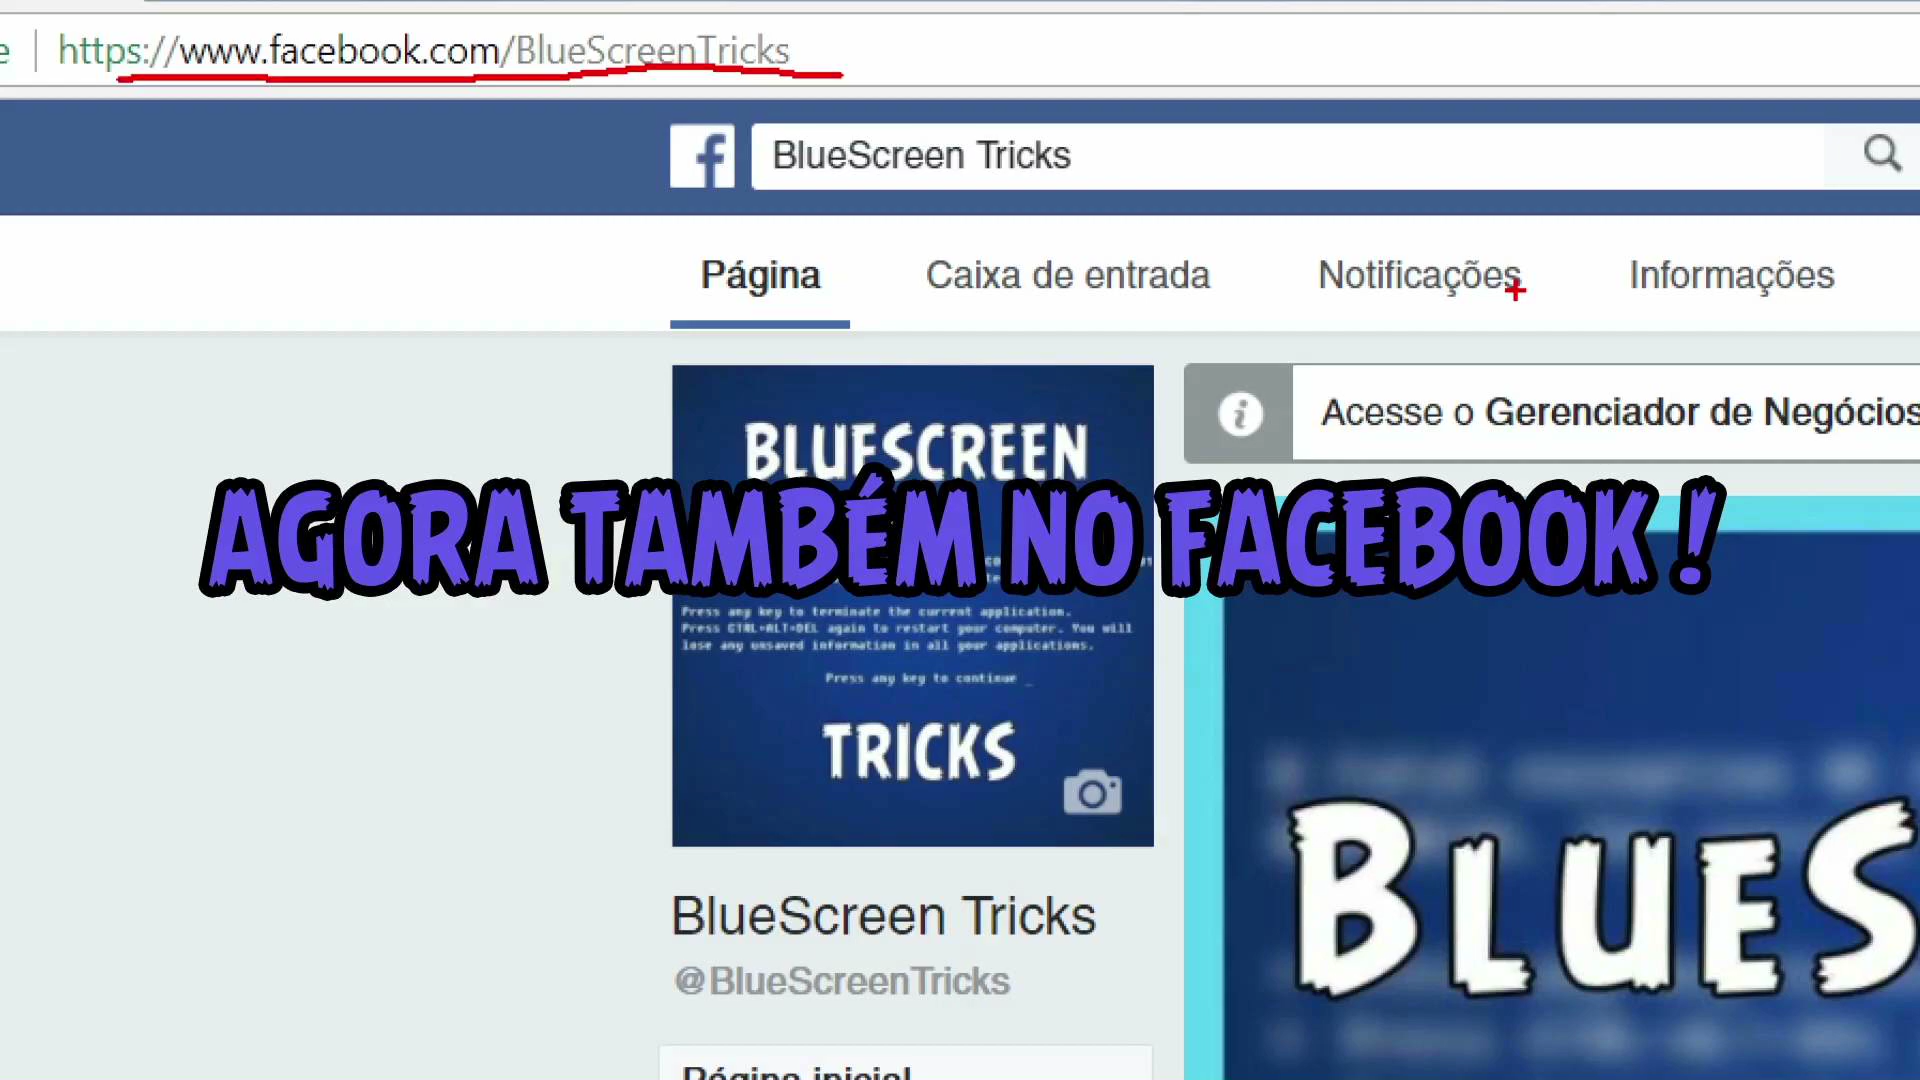 e | https://www.facebook.com/BlueScreenTricks
BlueScreen Tricks
Página Caixa de entrada Notificações Informações
Acesse o Gerenciador de Negócios
BLUESCREEN
AGORA TAMBÉM NO FACEBOOK !
Press any key to terminate the current application.
Press CTRL+ALT+DEL again to restart your computer. You will
lose any unsaved information in all your applications.
Press any key to continue _
TRICKS
BLUES
BlueScreen Tricks
@BlueScreenTricks
Página inicial